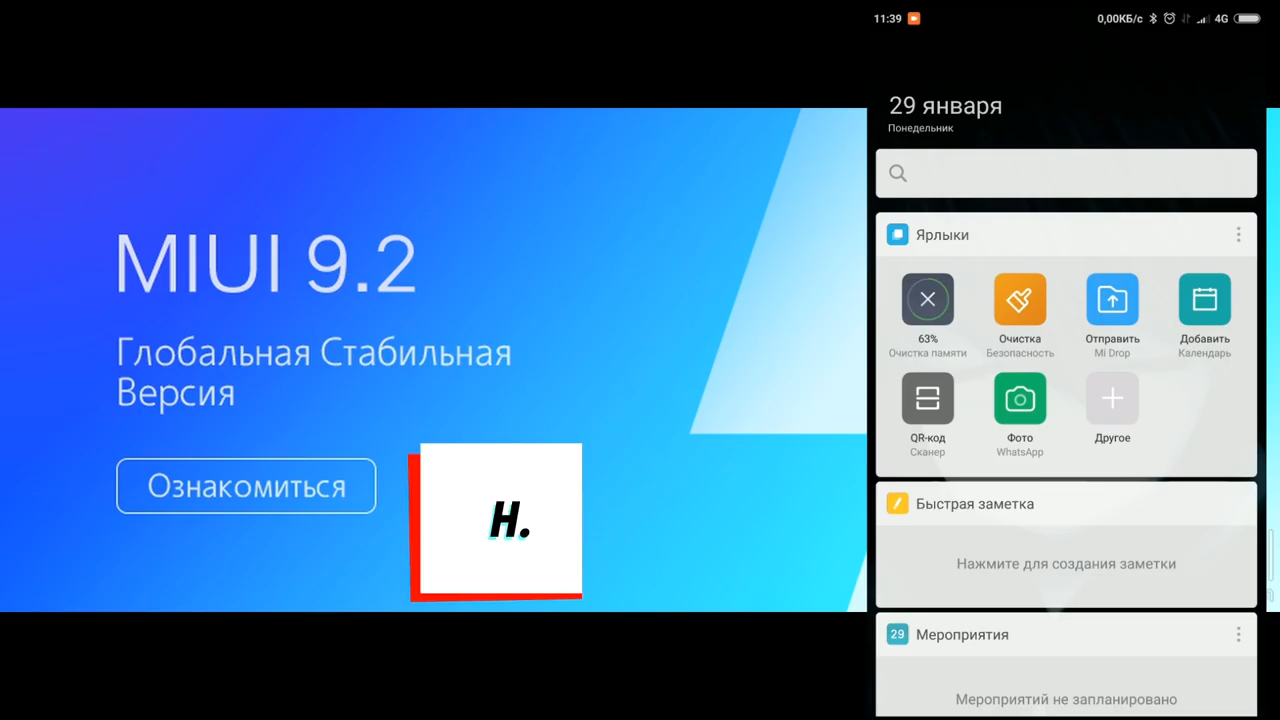 MIUI 9.2
Глобальная Стабильная
Версия
Ознакомиться
H.
11:39
0,00КБ/с
4G
29 января
Понедельник
Ярлыки
63%
Очистка памяти
Очистка
Безопасность
Отправить
Mi Drop
Добавить
Календарь
QR-код
Сканер
Фото
WhatsApp
Другое
Быстрая заметка
Нажмите для создания заметки
29
Мероприятия
Мероприятий не запланировано